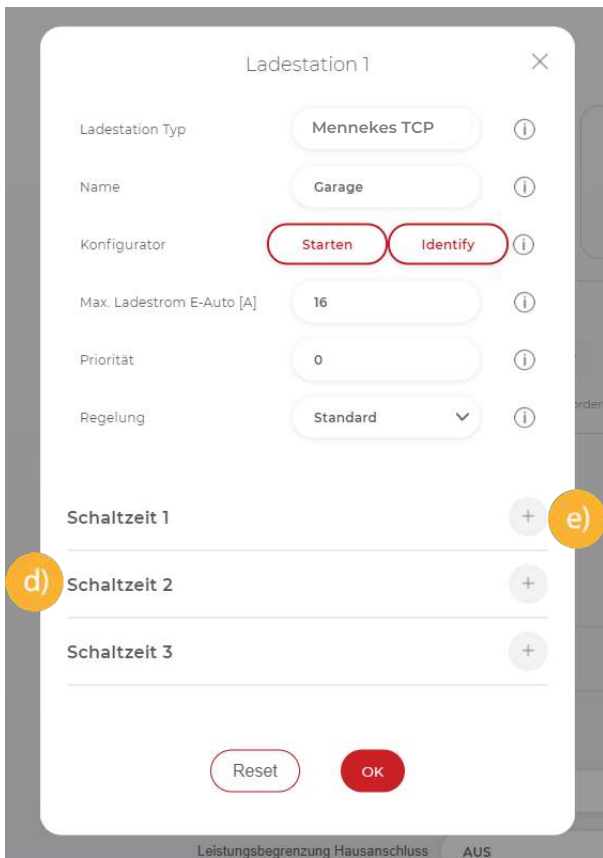 Ladestation 1
Ladestation Typ Mennekes TCP
Name Garage
Konfigurator Starten Identify
Max. Ladestrom E-Auto [A] 16
Priorität 0
Regelung Standard
Schaltzeit 1 e)
d) Schaltzeit 2
Schaltzeit 3
Reset OK
Leistungsbegrenzung Hausanschluss AUS